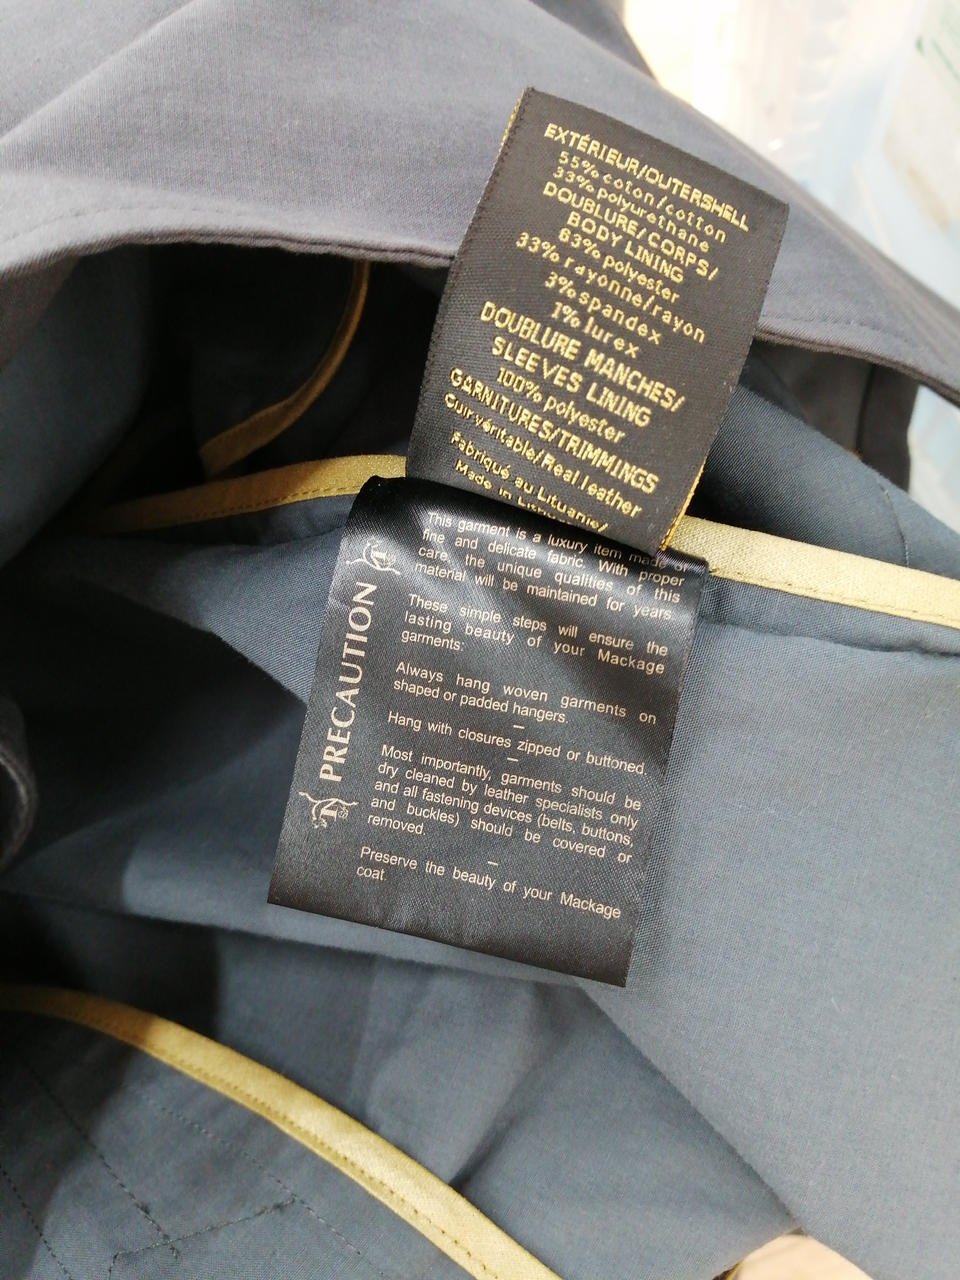 EXTÉRIEUR/OUTERSHELL
55% coton/cotton
33% polyurethane
DOUBLURE/CORPS/
BODY LINING
63% polyester
33% rayonne/rayon
3% spandex
1% lurex
DOUBLURE MANCHES/
SLEEVES LINING
100% polyester
GARNITURES/TRIMMINGS
Cuir véritable/Real leather
Fabriqué au Lituanie/
Made in
PRECAUTION
This garment is a luxury item made of
fine and delicate fabric. With proper
care, the unique qualities of this
material will be maintained for years.
These simple steps will ensure the
lasting beauty of your Mackage
garments:
Always hang woven garments on
shaped or padded hangers.
–
Hang with closures zipped or buttoned.
–
Most importantly, garments should be
dry cleaned by leather specialists only
and all fastening devices (belts, buttons,
and buckles) should be covered or
removed.
–
Preserve the beauty of your Mackage
coat.